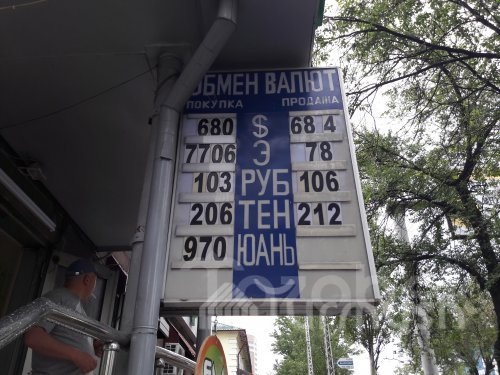 ОБМЕН ВАЛЮТ
ПОКУПКА ПРОДАЖА
680 $ 68 4
7706 Э 78
103 РУБ 106
206 ТЕН 212
970 ЮАНЬ